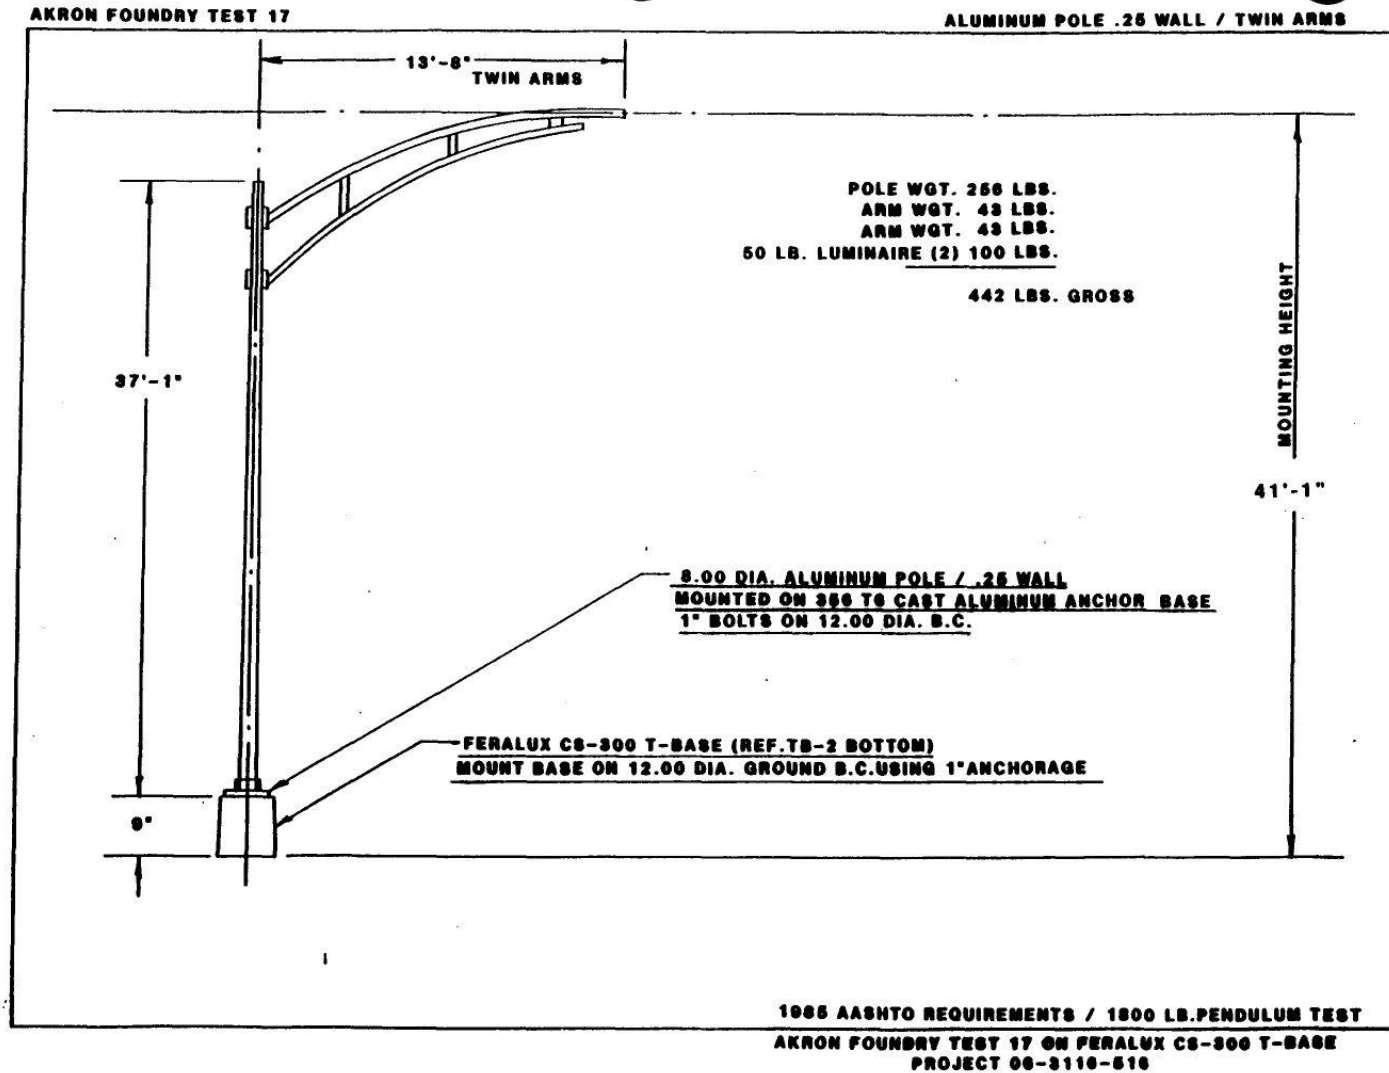 AKRON FOUNDRY TEST 17
ALUMINUM POLE .25 WALL / TWIN ARMS
13'-8"
TWIN ARMS
POLE WGT. 256 LBS.
ARM WGT. 43 LBS.
ARM WGT. 43 LBS.
50 LB. LUMINAIRE (2) 100 LBS.
442 LBS. GROSS
MOUNTING HEIGHT
37'-1"
41'-1"
8.00 DIA. ALUMINUM POLE / .25 WALL
MOUNTED ON 356 T6 CAST ALUMINUM ANCHOR BASE
1" BOLTS ON 12.00 DIA. B.C.
FERALUX CS-300 T-BASE (REF.TB-2 BOTTOM)
MOUNT BASE ON 12.00 DIA. GROUND B.C.USING 1"ANCHORAGE
9"
1985 AASHTO REQUIREMENTS / 1800 LB.PENDULUM TEST
AKRON FOUNDRY TEST 17 ON FERALUX CS-300 T-BASE
PROJECT 06-3116-516